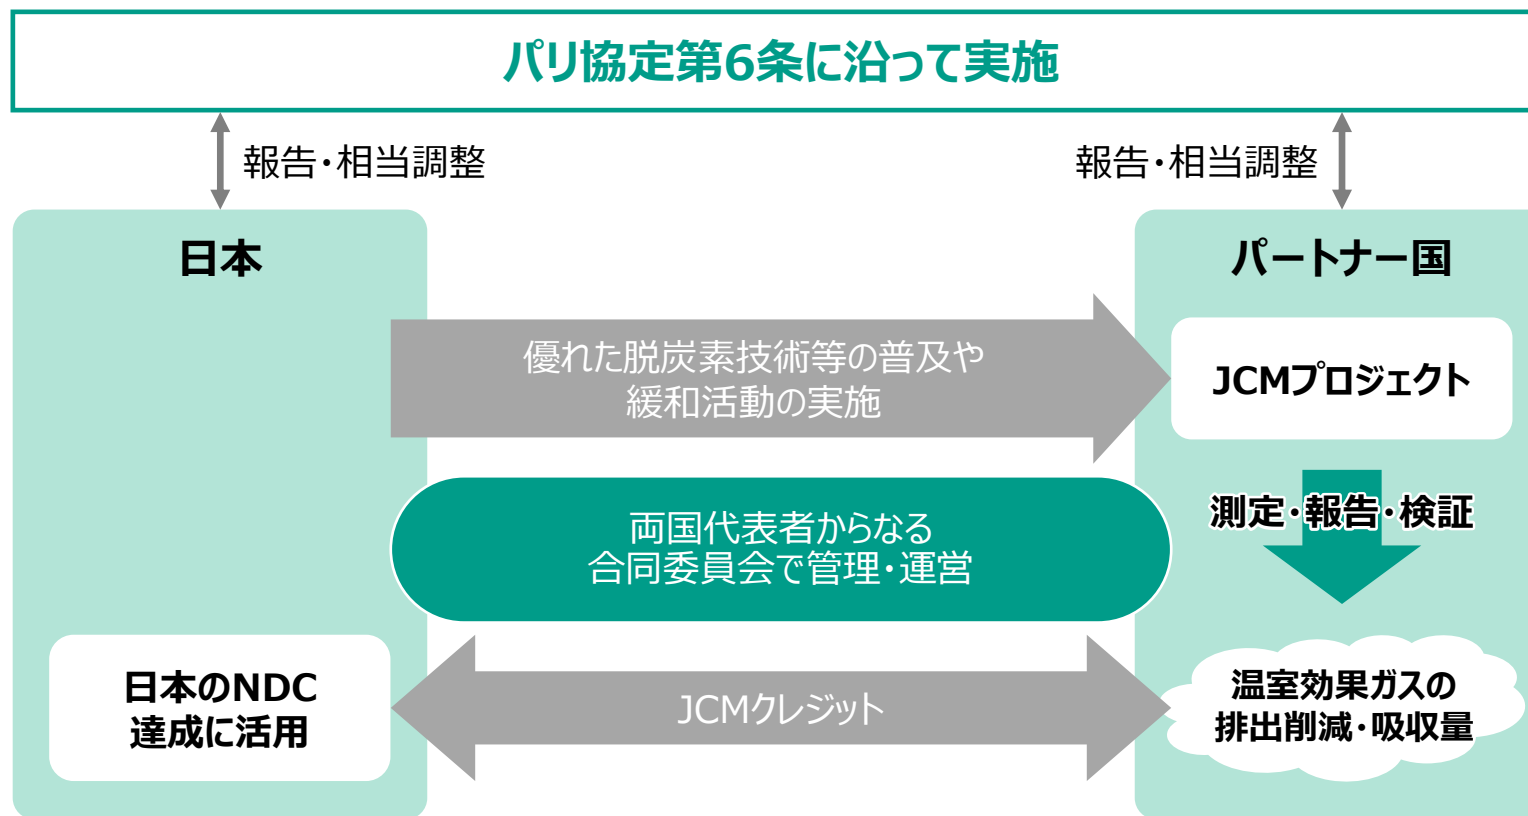 パリ協定第6条に沿って実施
報告・相当調整
報告・相当調整
日本
パートナー国
優れた脱炭素技術等の普及や
緩和活動の実施
JCMプロジェクト
両国代表者からなる
合同委員会で管理・運営
測定・報告・検証
日本のNDC
達成に活用
JCMクレジット
温室効果ガスの
排出削減・吸収量